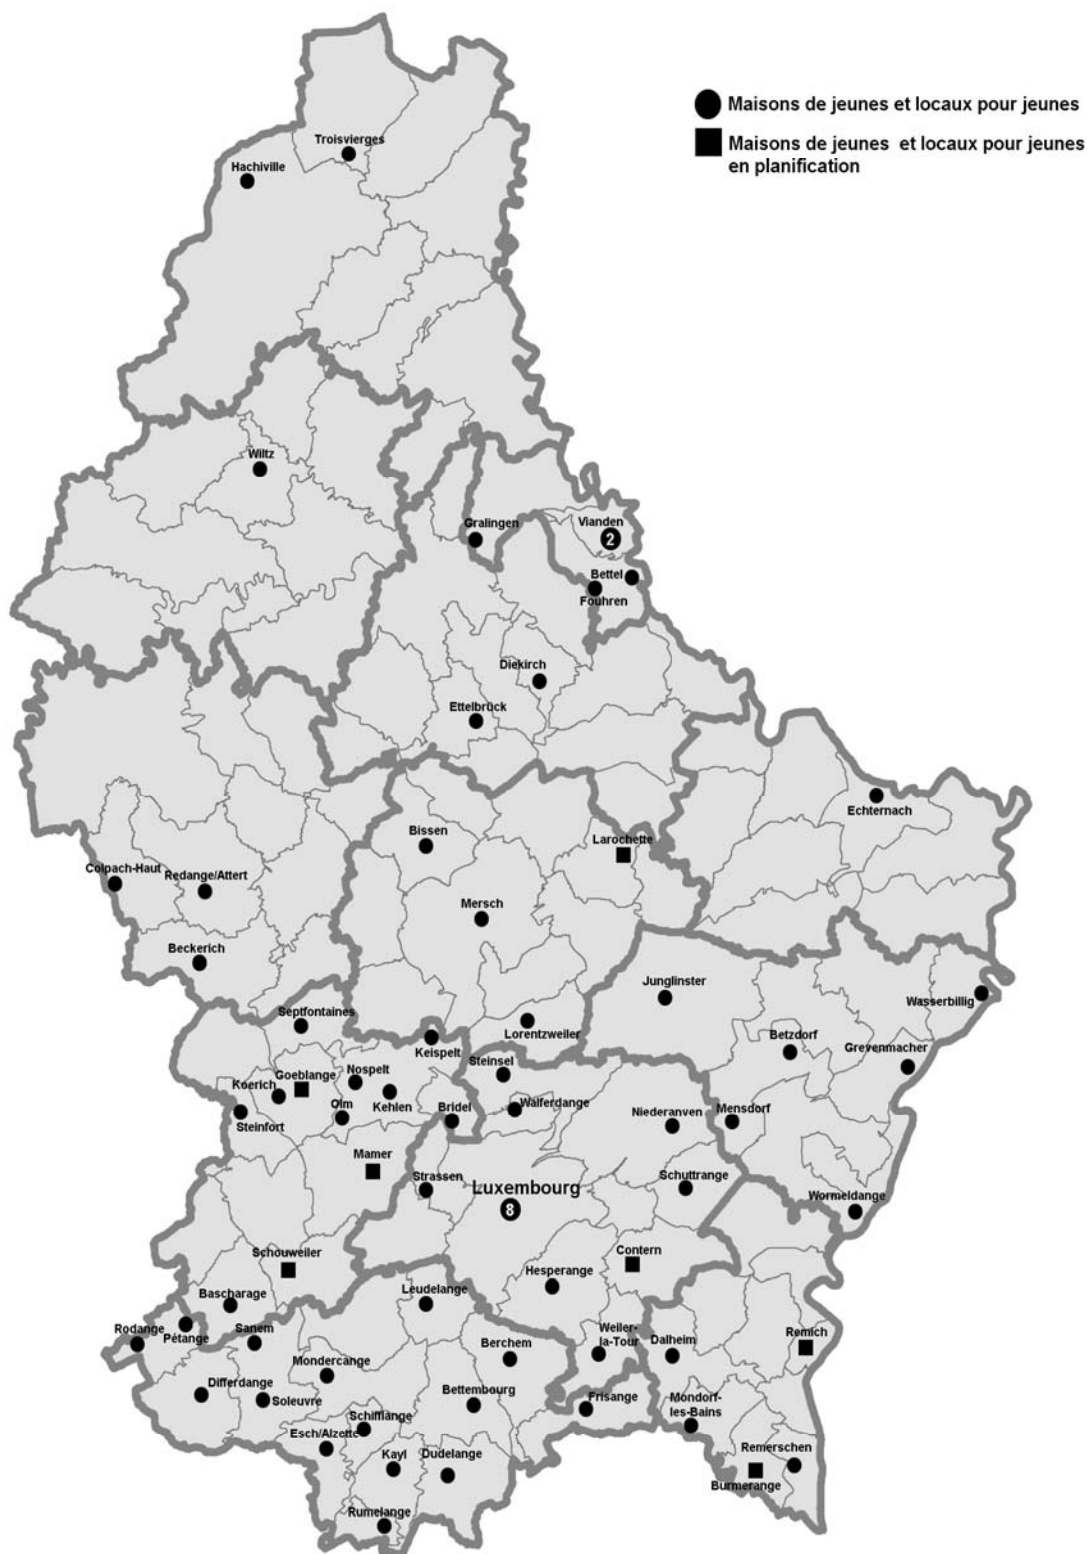 Maisons de jeunes et locaux pour jeunes
Maisons de jeunes et locaux pour jeunes
en planification
Troisvierges
Hachiville
Wiltz
Gralingen
Vianden
2
Bettel
Fouhren
Diekirch
Ettelbrück
Echternach
Bissen
Larochette
Colpach-Haut
Redange/Attert
Mersch
Beckerich
Junglinster
Wasserbillig
Septfontaines
Lorentzweiler
Betzdorf
Keispelt
Grevenmacher
Steinsel
Goeblange
Nospelt
Koerich
Olm
Kehlen
Bridel
Walferdange
Niederanven
Mensdorf
Steinfort
Mamer
Strassen
Luxembourg
8
Schuttrange
Wormeldange
Schouweiler
Contern
Hesperange
Bascharage
Leudelange
Rodange
Pétange
Sanem
Weiler-
la-Tour
Dalheim
Remich
Berchem
Mondercange
Differdange
Soleuvre
Bettembourg
Frisange
Mondorf-
les-Bains
Schifflange
Esch/Alzette
Kayl
Dudelange
Remerschen
Burmerange
Rumelange